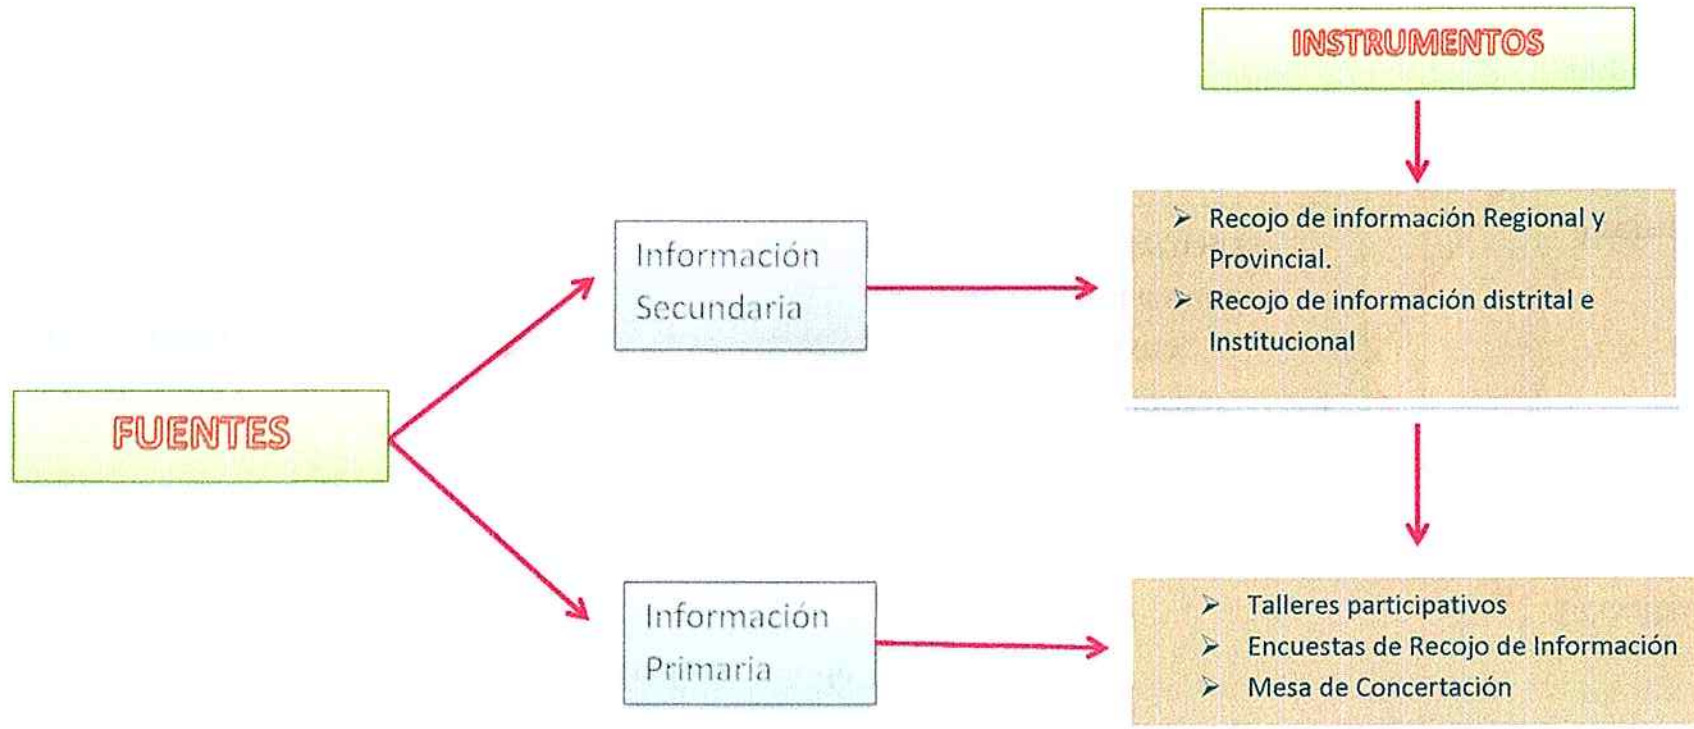 INSTRUMENTOS
➢ Recojo de información Regional y
Provincial.
➢ Recojo de información distrital e
Institucional
Información
Secundaria
FUENTES
Información
Primaria
➢ Talleres participativos
➢ Encuestas de Recojo de Información
➢ Mesa de Concertación